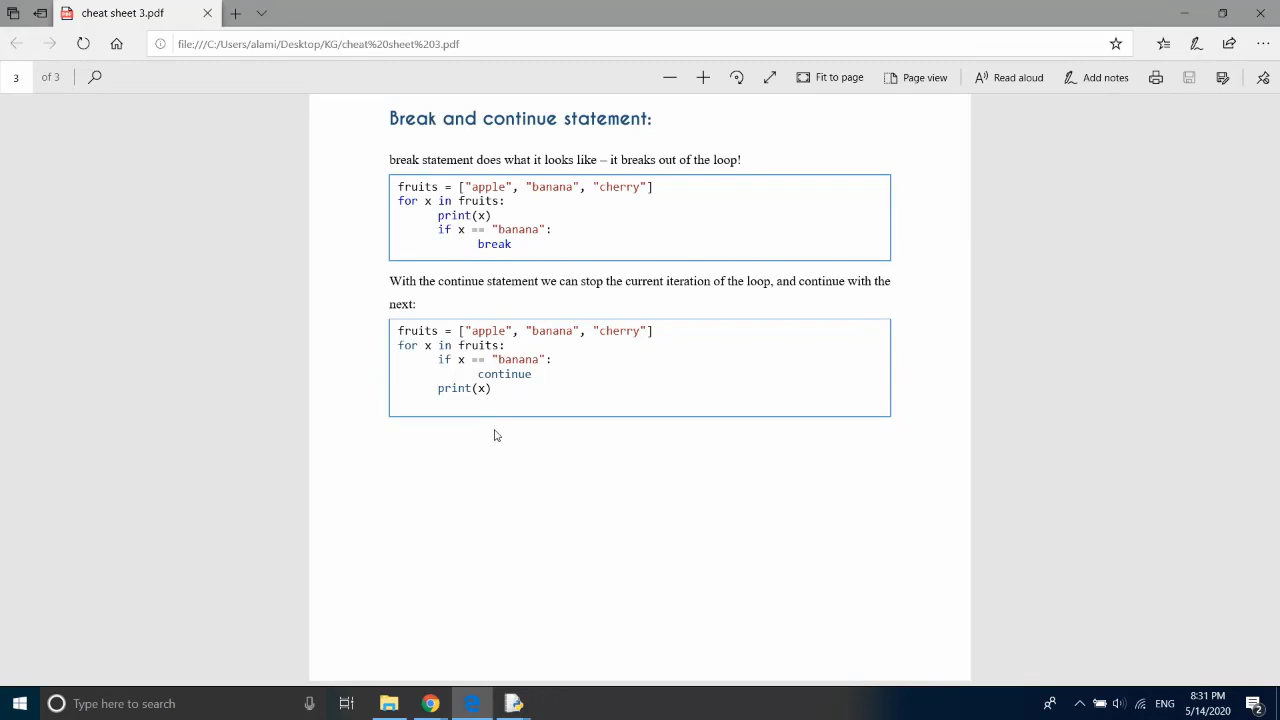 cheat sheet 3.pdf
file:///C:/Users/alami/Desktop/KG/cheat%20sheet%203.pdf
3 of 3 Fit to page Page view Read aloud Add notes
Break and continue statement:
break statement does what it looks like – it breaks out of the loop!
fruits = ["apple", "banana", "cherry"]
for x in fruits:
print(x)
if x == "banana":
break
With the continue statement we can stop the current iteration of the loop, and continue with the
next:
fruits = ["apple", "banana", "cherry"]
for x in fruits:
if x == "banana":
continue
print(x)
Type here to search
ENG
8:31 PM
5/14/2020
2